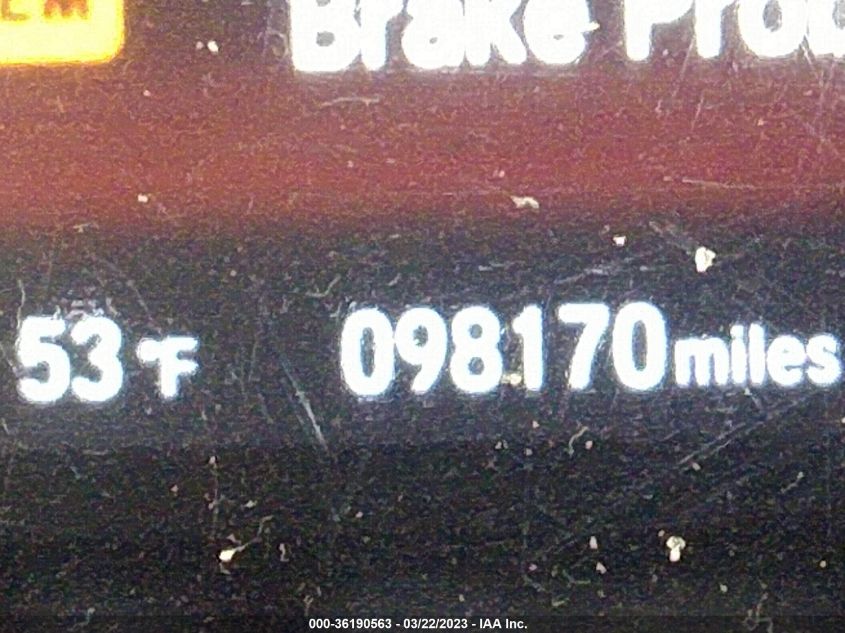 Brake
53 °F 098170 miles
000-36190563 - 03/22/2023 - IAA Inc.